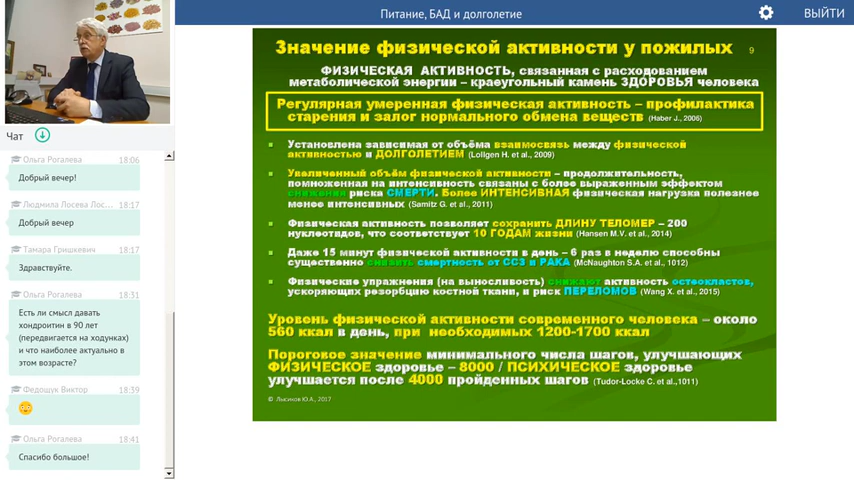 Питание, БАД и долголетие
ВЫЙТИ
Чат
Ольга Рогалева 18:06
Добрый вечер!
Людмила Лосева Лос... 18:17
Добрый вечер
Тамара Гришкевич 18:17
Здравствуйте.
Ольга Рогалева 18:31
Есть ли смысл давать
хондроитин в 90 лет
(передвигается на ходунках)
и что наиболее актуально в
этом возрасте?
Федощук Виктор 18:39
Ольга Рогалева 18:41
Спасибо большое!
Значение физической активности у пожилых 9
ФИЗИЧЕСКАЯ АКТИВНОСТЬ, связанная с расходованием
метаболической энергии – краеугольный камень ЗДОРОВЬЯ человека
Регулярная умеренная физическая активность – профилактика
старения и залог нормального обмена веществ (Haber J., 2006)
Установлена зависимая от объёма взаимосвязь между физической
активностью и ДОЛГОЛЕТИЕМ (Lollgen H. et al., 2009)
Увеличенный объём физической активности – продолжительность,
помноженная на интенсивность связаны с более выраженным эффектом
снижения риска СМЕРТИ. Более ИНТЕНСИВНАЯ физическая нагрузка полезнее
менее интенсивных (Samitz G. et al., 2011)
Физическая активность позволяет сохранить ДЛИНУ ТЕЛОМЕР – 200
нуклеотидов, что соответствует 10 ГОДАМ жизни (Hansen M.V. et al., 2014)
Даже 15 минут физической активности в день – 6 раз в неделю способны
существенно снизить смертность от ССЗ и РАКА (McNaughton S.A. et al., 1012)
Физические упражнения (на выносливость) снижают активность остеокластов,
ускоряющих резорбцию костной ткани, и риск ПЕРЕЛОМОВ (Wang X. et al., 2015)
Уровень физической активности современного человека – около
560 ккал в день, при необходимых 1200-1700 ккал
Пороговое значение минимального числа шагов, улучшающих
ФИЗИЧЕСКОЕ здоровье – 8000 / ПСИХИЧЕСКОЕ здоровье
улучшается после 4000 пройденных шагов (Tudor-Locke C. et al.,1011)
© Лысиков Ю.А., 2017